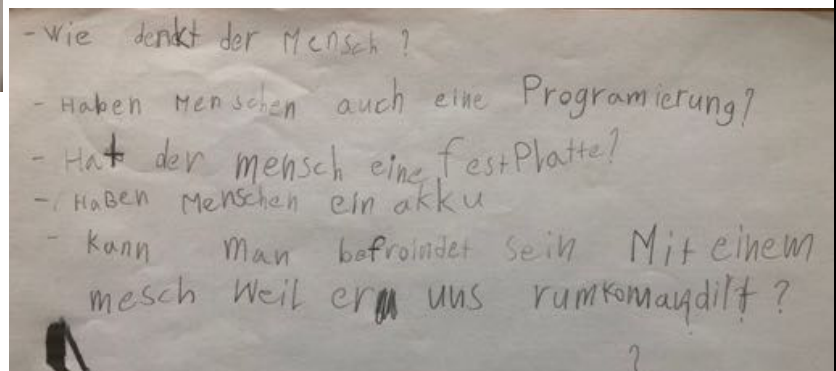 - Wie denkt der Mensch?
- Haben Menschen auch eine Programierung?
- Hat der mensch eine festPlatte?
- Haben Menschen ein akku
- Kann man befroindet sein Mit einem
mesch Weil er uns rumkomandilt?
?